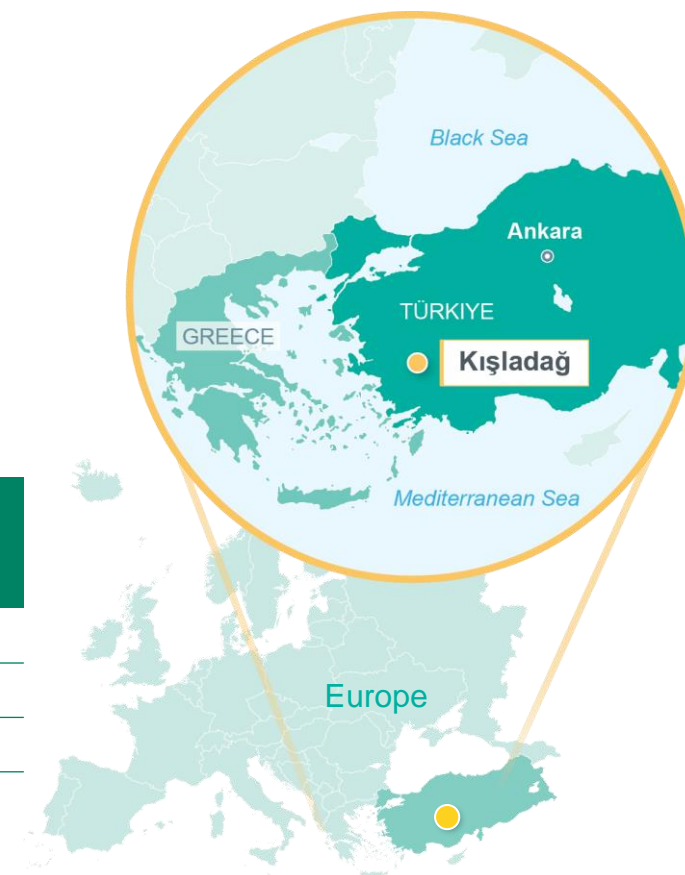 Black Sea
Ankara
TÜRKIYE
GREECE
Kışladağ
Mediterranean Sea
Europe